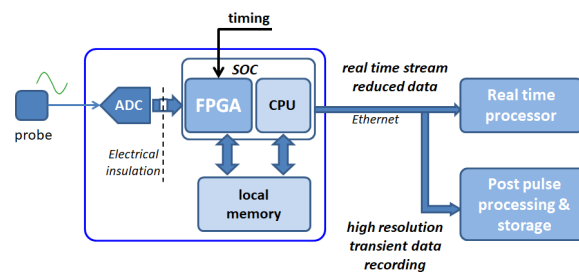 timing
SOC
ADC
FPGA
CPU
probe
Electrical
insulation
local
memory
real time stream
reduced data
Ethernet
Real time
processor
Post pulse
processing &
storage
high resolution
transient data
recording